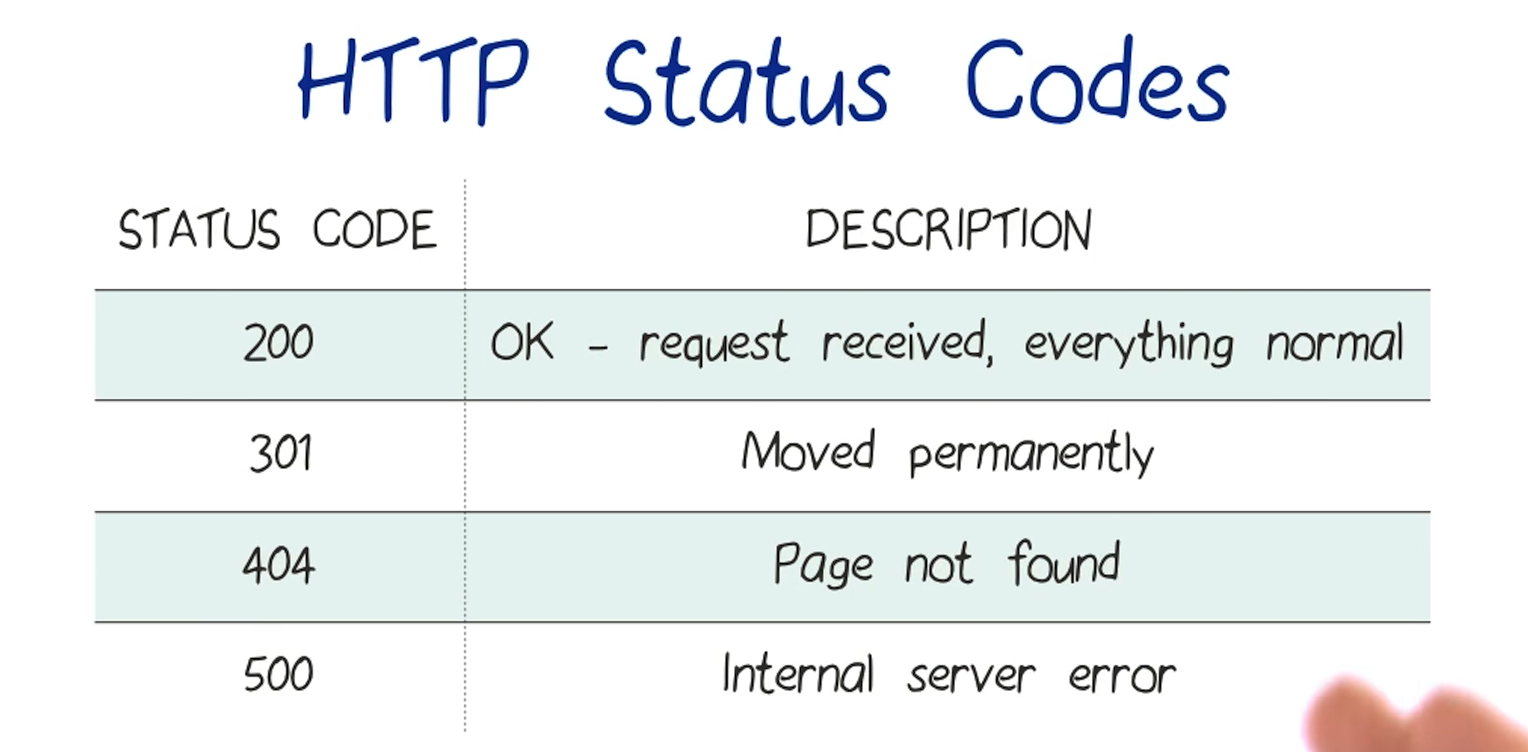 HTTP Status Codes
STATUS CODE DESCRIPTION
200 OK - request received, everything normal
301 Moved permanently
404 Page not found
500 Internal server error